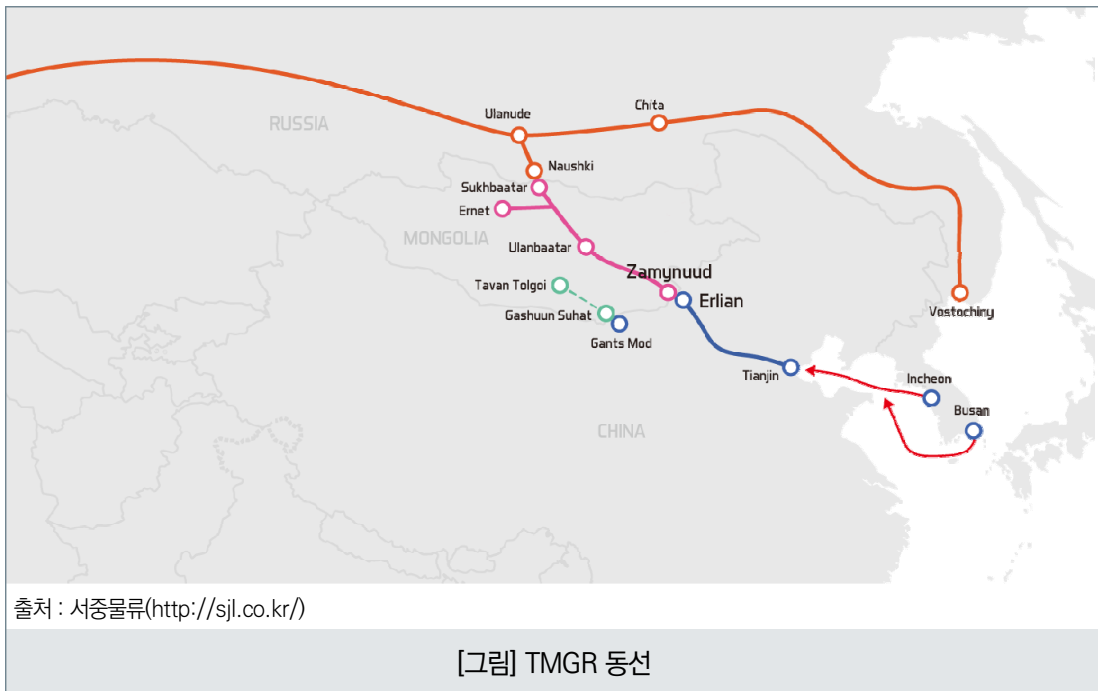 Ulanude
Chita
RUSSIA
Naushki
Sukhbaatar
Ernet
MONGOLIA
Ulanbaatar
Zamynuud
Tavan Tolgoi
Erlian
Gashuun Suhat
Vostochiny
Gants Mod
Tianjin
Incheon
Busan
CHINA
출처 : 서중물류(http://sjl.co.kr/)
[그림] TMGR 동선